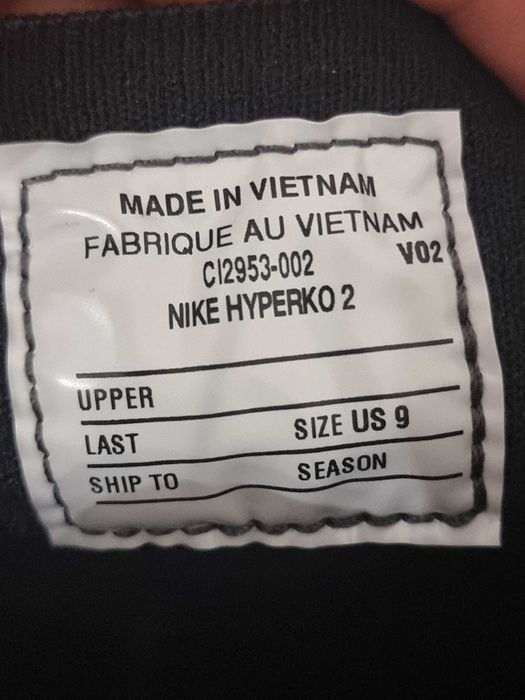 MADE IN VIETNAM
FABRIQUE AU VIETNAM
CI2953-002 V02
NIKE HYPERKO 2
UPPER
LAST SIZE US 9
SHIP TO SEASON